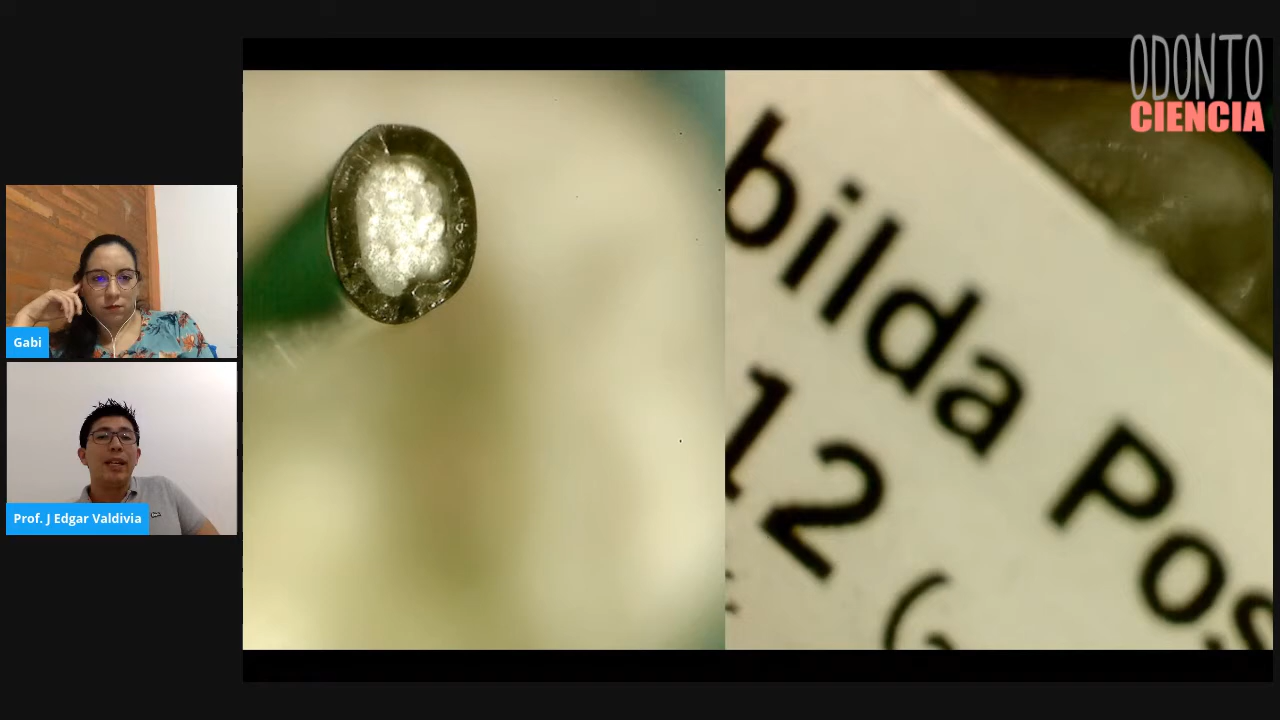 ODONTO
CIENCIA
Gabi
Prof. J Edgar Valdivia
bilda Pos
12 (